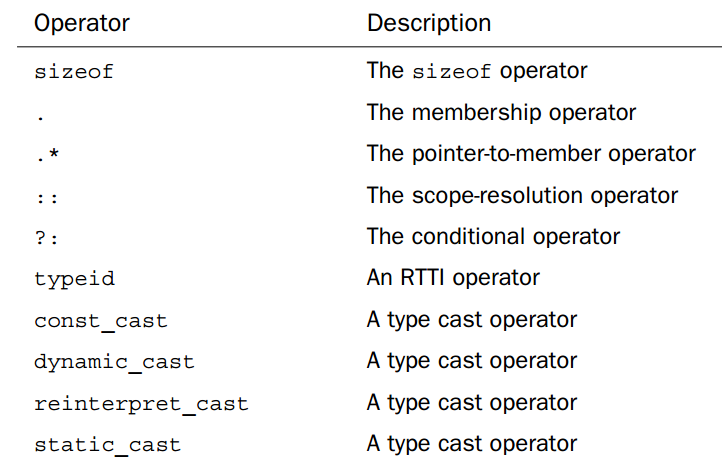 Operator Description
sizeof The sizeof operator
. The membership operator
.* The pointer-to-member operator
:: The scope-resolution operator
?: The conditional operator
typeid An RTTI operator
const_cast A type cast operator
dynamic_cast A type cast operator
reinterpret_cast A type cast operator
static_cast A type cast operator